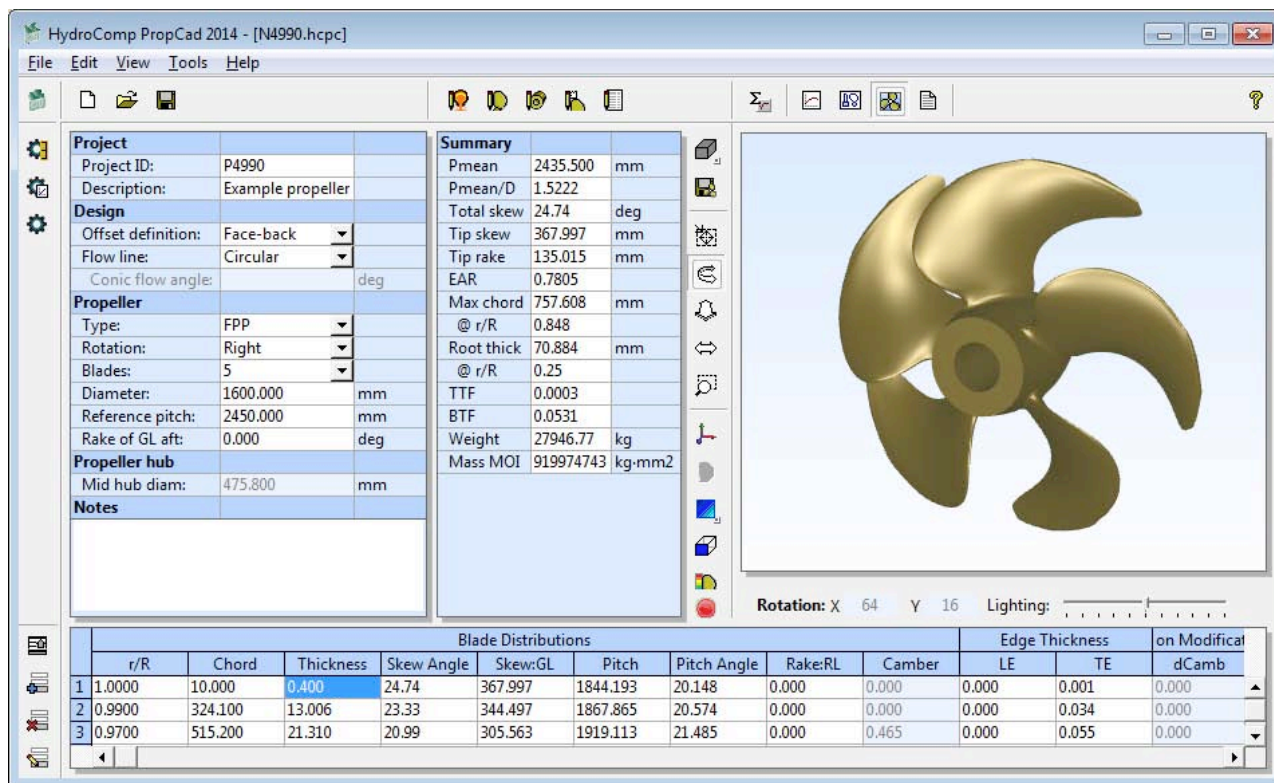 HydroComp PropCad 2014 - [N4990.hcpc]
File Edit View Tools Help
Project
Project ID: P4990
Description: Example propeller
Design
Offset definition: Face-back
Flow line: Circular
Conic flow angle: deg
Propeller
Type: FPP
Rotation: Right
Blades: 5
Diameter: 1600.000 mm
Reference pitch: 2450.000 mm
Rake of GL aft: 0.000 deg
Propeller hub
Mid hub diam: 475.800 mm
Notes
Summary
Pmean 2435.500 mm
Pmean/D 1.5222
Total skew 24.74 deg
Tip skew 367.997 mm
Tip rake 135.015 mm
EAR 0.7805
Max chord 757.608 mm
@ r/R 0.848
Root thick 70.884 mm
@ r/R 0.25
TTF 0.0003
BTF 0.0531
Weight 27946.77 kg
Mass MOI 919974743 kg·mm2
Rotation: X 64 Y 16 Lighting:
Blade Distributions Edge Thickness on Modificat
r/R Chord Thickness Skew Angle Skew:GL Pitch Pitch Angle Rake:RL Camber LE TE dCamb
1 1.0000 10.000 0.400 24.74 367.997 1844.193 20.148 0.000 0.000 0.000 0.001 0.000
2 0.9900 324.100 13.006 23.33 344.497 1867.865 20.574 0.000 0.000 0.000 0.034 0.000
3 0.9700 515.200 21.310 20.99 305.563 1919.113 21.485 0.000 0.465 0.000 0.055 0.000